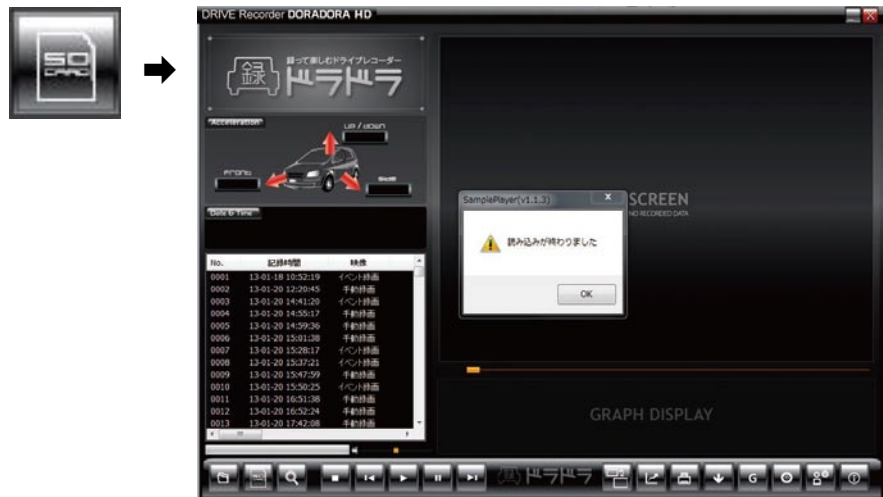 SD
CARD
DRIVE Recorder DORADORA HD
録って楽しむドライブレコーダー
録
ドラドラ
Acceleration
UP / DOWN
Front
Side
Date & Time
No. 記録時間 映像
0001 13-01-18 10:52:19 イベント録画
0002 13-01-20 12:20:45 手動録画
0003 13-01-20 14:41:20 イベント録画
0004 13-01-20 14:55:17 手動録画
0005 13-01-20 14:59:36 手動録画
0006 13-01-20 15:01:38 手動録画
0007 13-01-20 15:28:17 イベント録画
0008 13-01-20 15:37:21 イベント録画
0009 13-01-20 15:47:59 手動録画
0010 13-01-20 15:50:25 イベント録画
0011 13-01-20 16:51:38 手動録画
0012 13-01-20 16:52:24 手動録画
0013 13-01-20 17:42:08 手動録画
SCREEN
NO RECORDED DATA
SamplePlayer(v1.1.3)
読み込みが終わりました
OK
GRAPH DISPLAY
録 ドラドラ
G